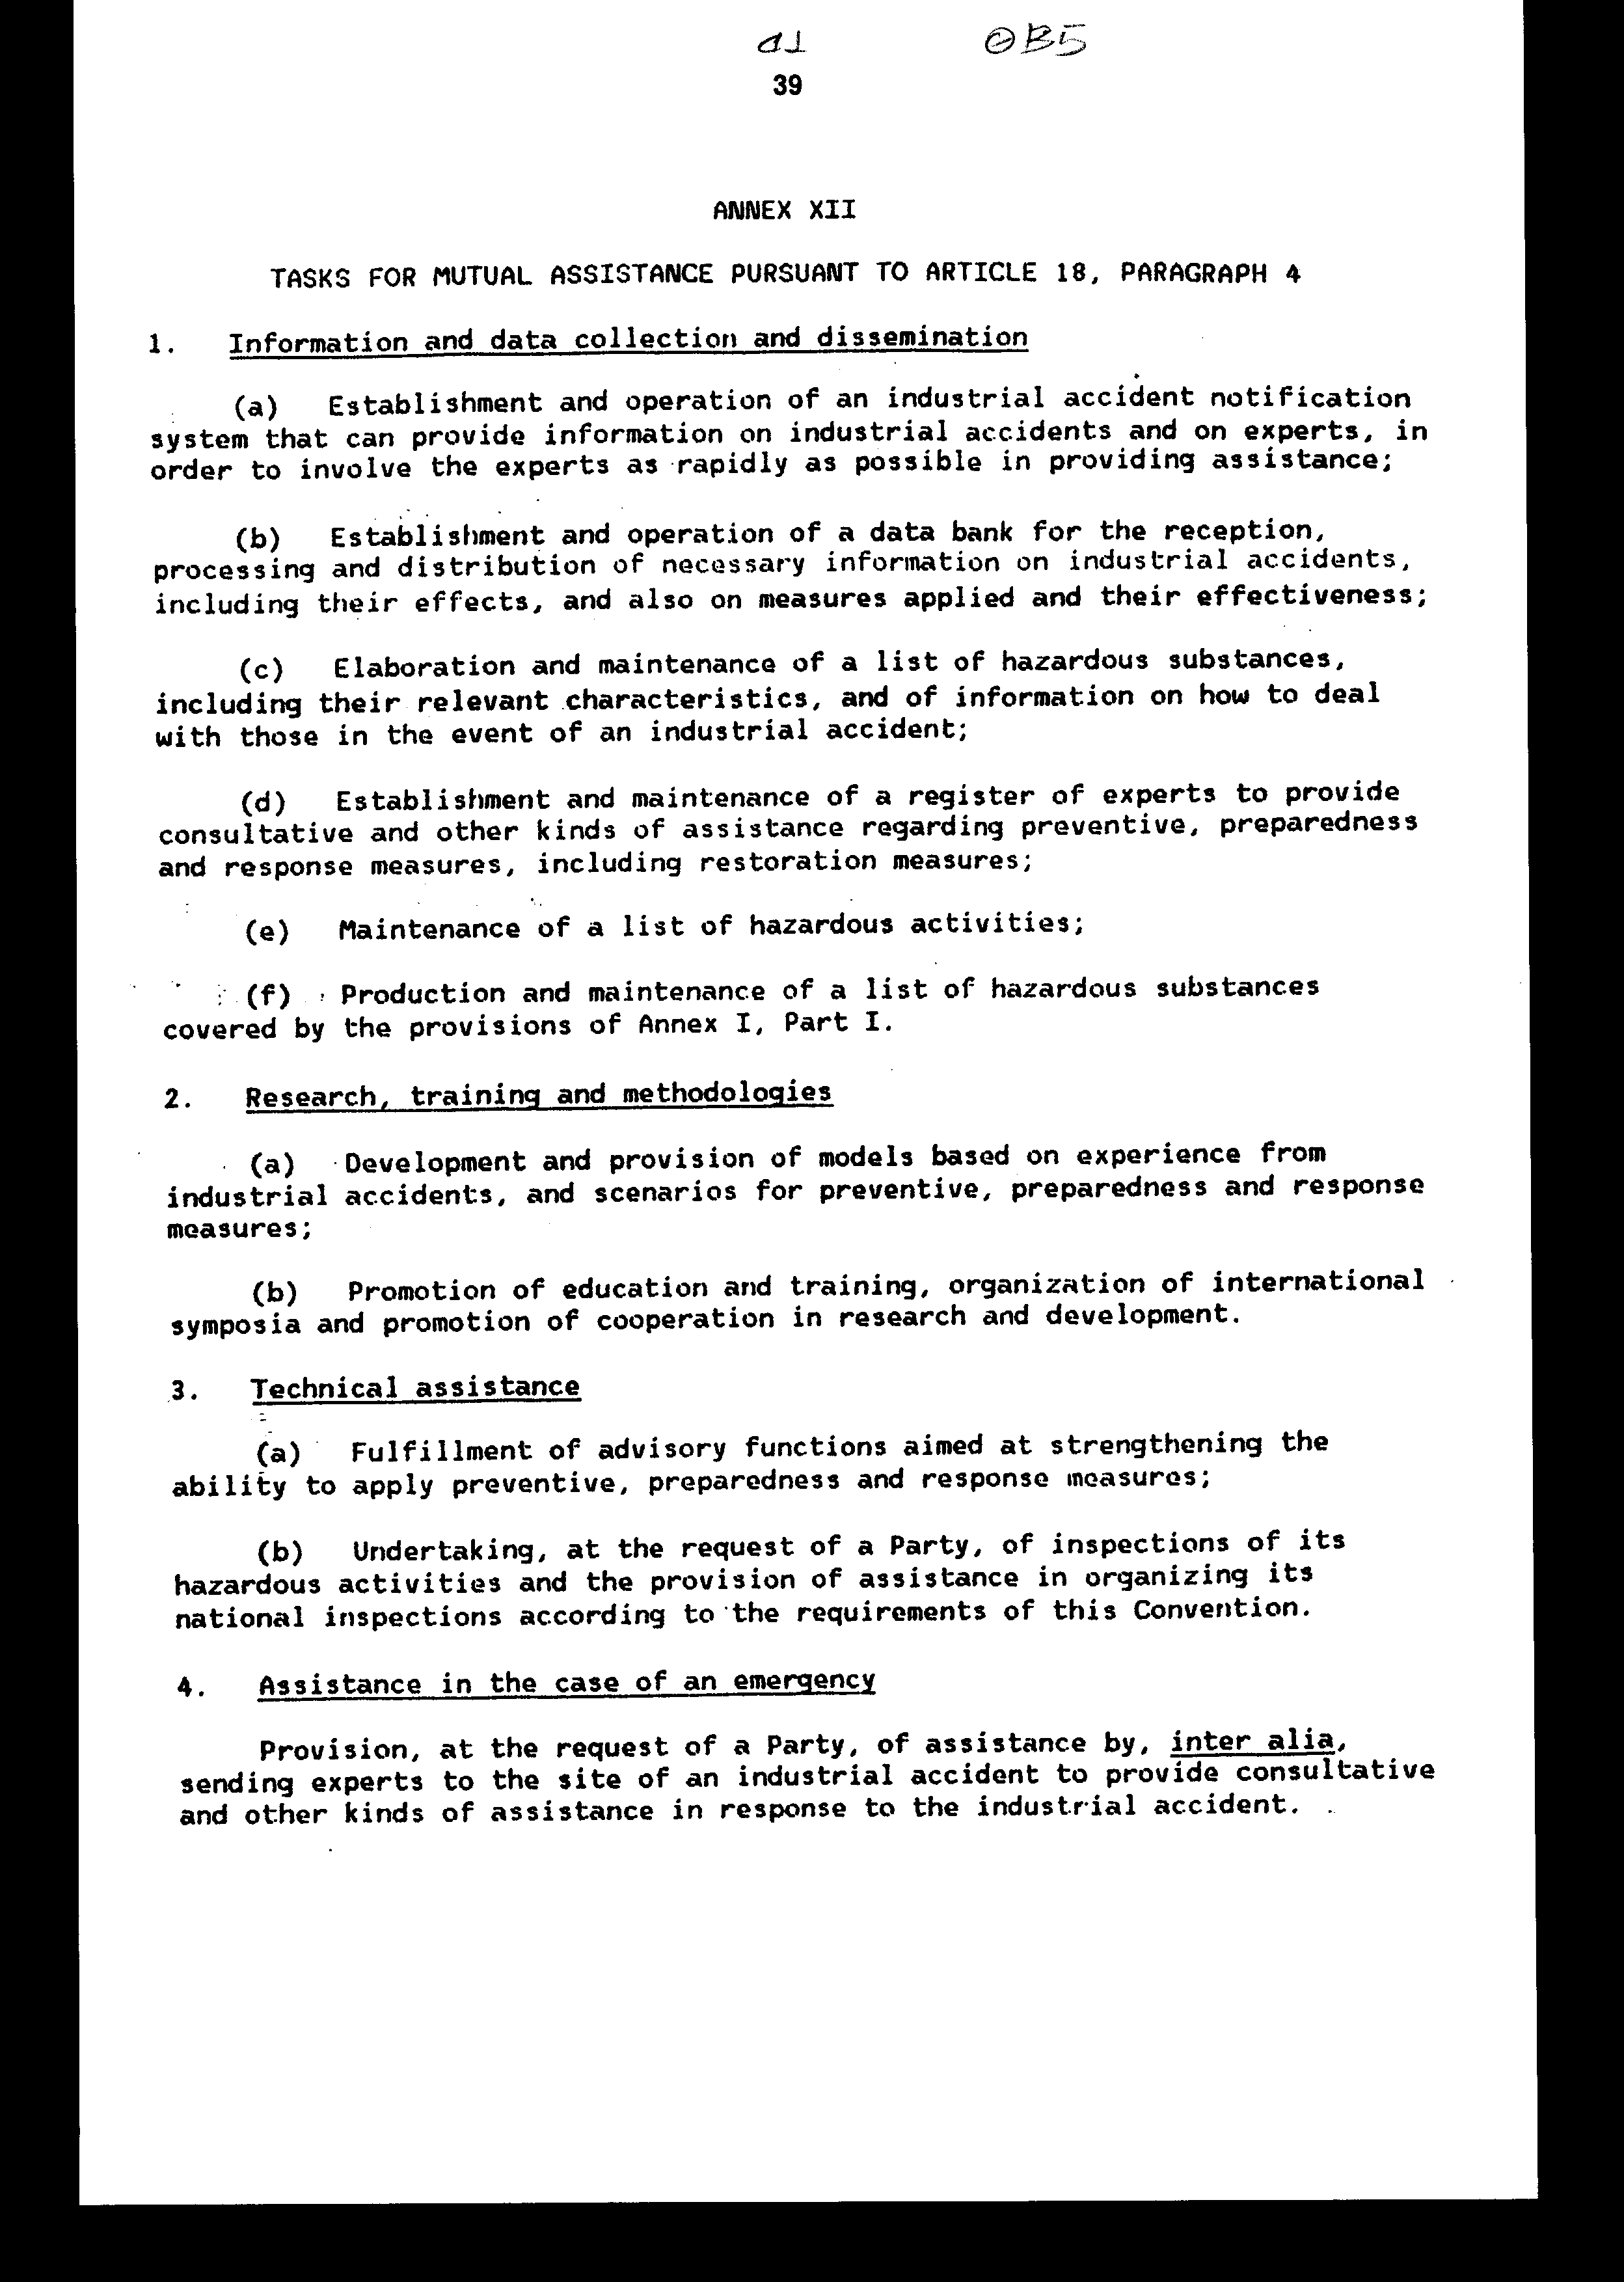 39
ANNEX XII
TASKS FOR MUTUAL ASSISTANCE PURSUANT TO ARTICLE 18, PARAGRAPH 4
1. Information and data collection and dissemination
(a) Establishment and operation of an industrial accident notification
system that can provide information on industrial accidents and on experts, in
order to involve the experts as rapidly as possible in providing assistance;
(b) Establishment and operation of a data bank for the reception,
processing and distribution of necessary information on industrial accidents,
including their effects, and also on measures applied and their effectiveness;
(c) Elaboration and maintenance of a list of hazardous substances,
including their relevant characteristics, and of information on how to deal
with those in the event of an industrial accident;
(d) Establishment and maintenance of a register of experts to provide
consultative and other kinds of assistance regarding preventive, preparedness
and response measures, including restoration measures;
(e) Maintenance of a list of hazardous activities;
(f) Production and maintenance of a list of hazardous substances
covered by the provisions of Annex I, Part I.
2. Research, training and methodologies
(a) Development and provision of models based on experience from
industrial accidents, and scenarios for preventive, preparedness and response
measures;
(b) Promotion of education and training, organization of international
symposia and promotion of cooperation in research and development.
3. Technical assistance
(a) Fulfillment of advisory functions aimed at strengthening the
ability to apply preventive, preparedness and response measures;
(b) Undertaking, at the request of a Party, of inspections of its
hazardous activities and the provision of assistance in organizing its
national inspections according to the requirements of this Convention.
4. Assistance in the case of an emergency
Provision, at the request of a Party, of assistance by, inter alia,
sending experts to the site of an industrial accident to provide consultative
and other kinds of assistance in response to the industrial accident.